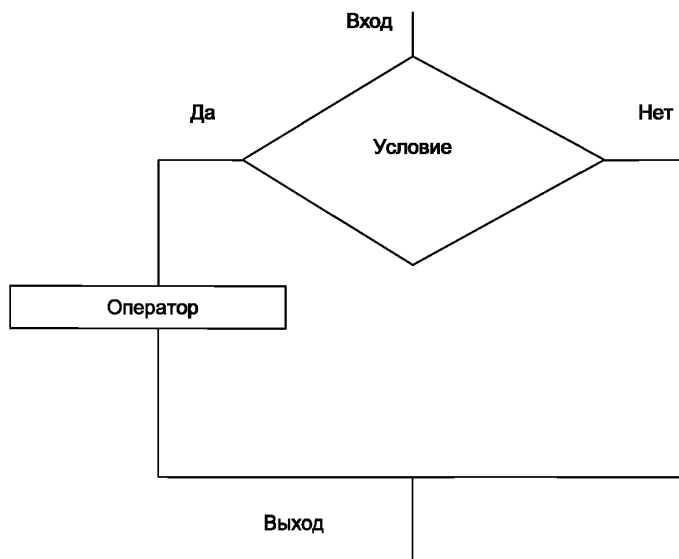 Вход
Да
Нет
Условие
Оператор
Выход